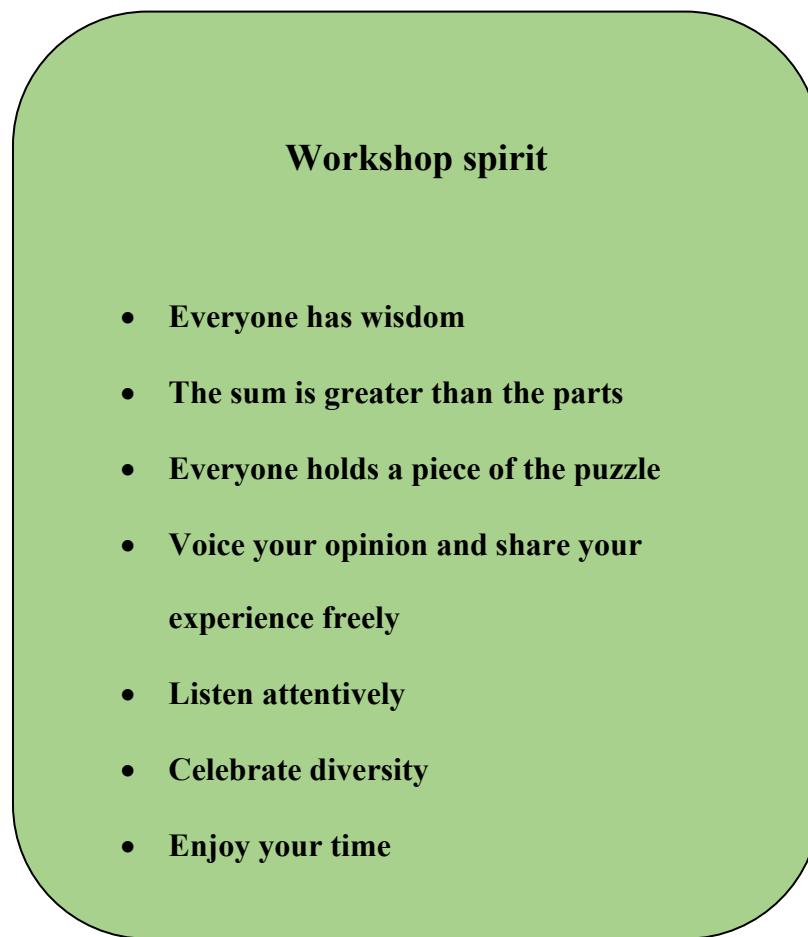 Workshop spirit
• Everyone has wisdom
• The sum is greater than the parts
• Everyone holds a piece of the puzzle
• Voice your opinion and share your
experience freely
• Listen attentively
• Celebrate diversity
• Enjoy your time